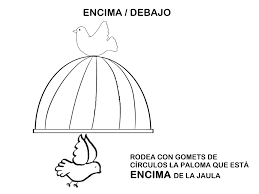 ENCIMA / DEBAJO
RODEA CON GOMETS DE
CÍRCULOS LA PALOMA QUE ESTÁ
ENCIMA DE LA JAULA